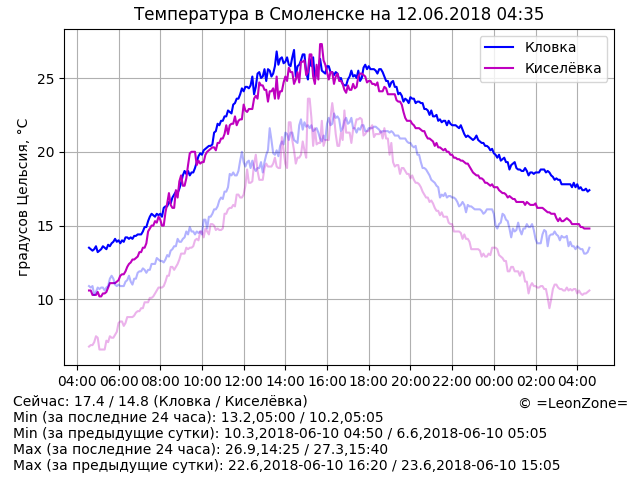 Температура в Смоленске на 12.06.2018 04:35
Кловка
Киселёвка
градусов Цельсия, °C
25
20
15
10
04:00 06:00 08:00 10:00 12:00 14:00 16:00 18:00 20:00 22:00 00:00 02:00 04:00
Сейчас: 17.4 / 14.8 (Кловка / Киселёвка)
© =LeonZone=
Min (за последние 24 часа): 13.2,05:00 / 10.2,05:05
Min (за предыдущие сутки): 10.3,2018-06-10 04:50 / 6.6,2018-06-10 05:05
Max (за последние 24 часа): 26.9,14:25 / 27.3,15:40
Max (за предыдущие сутки): 22.6,2018-06-10 16:20 / 23.6,2018-06-10 15:05